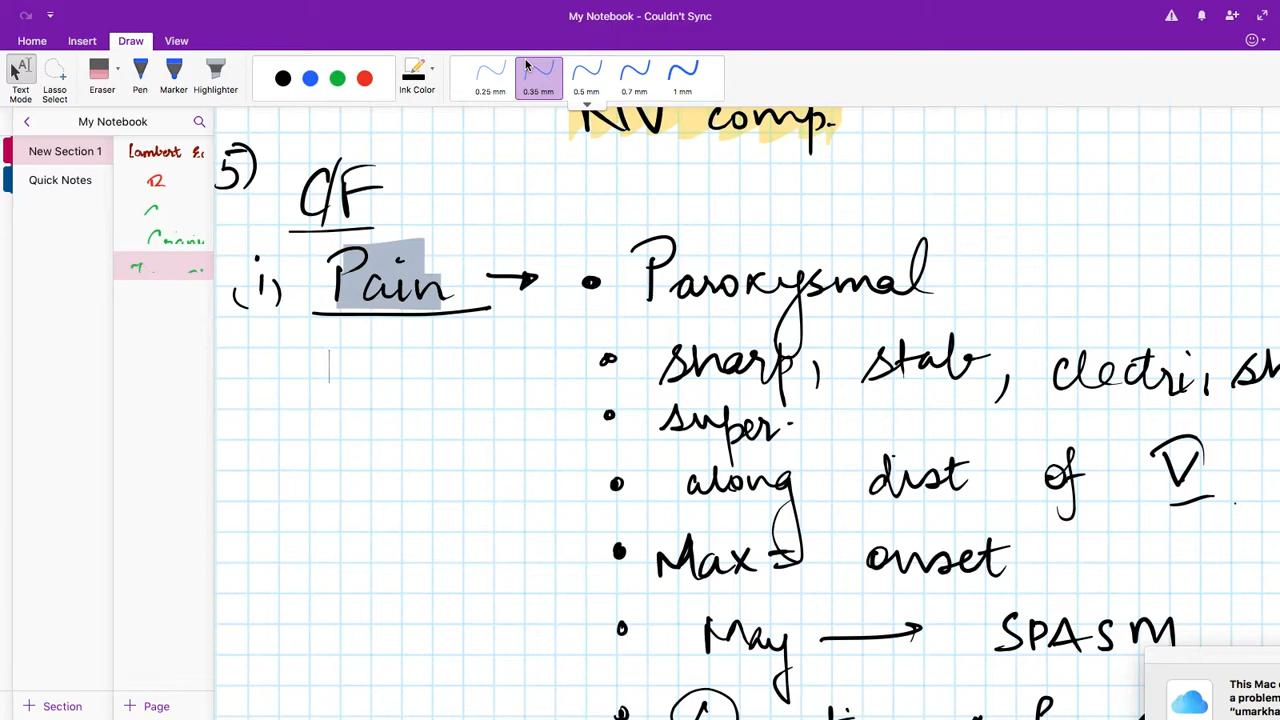 My Notebook - Couldn't Sync
Home Insert Draw View
Text Mode
Lasso Select
Eraser
Pen
Marker
Highlighter
Ink Color
0.25 mm 0.35 mm 0.5 mm 0.7 mm 1 mm
My Notebook
New Section 1
Quick Notes
Lambert
comp.
5) C/F
(i) Pain → • Paroxysmal
• sharp, stab, electri, sh
• super.
• along dist of V
• Max = onset
• May → SPASM
+ Section + Page
This Mac
a problem
"umarkha